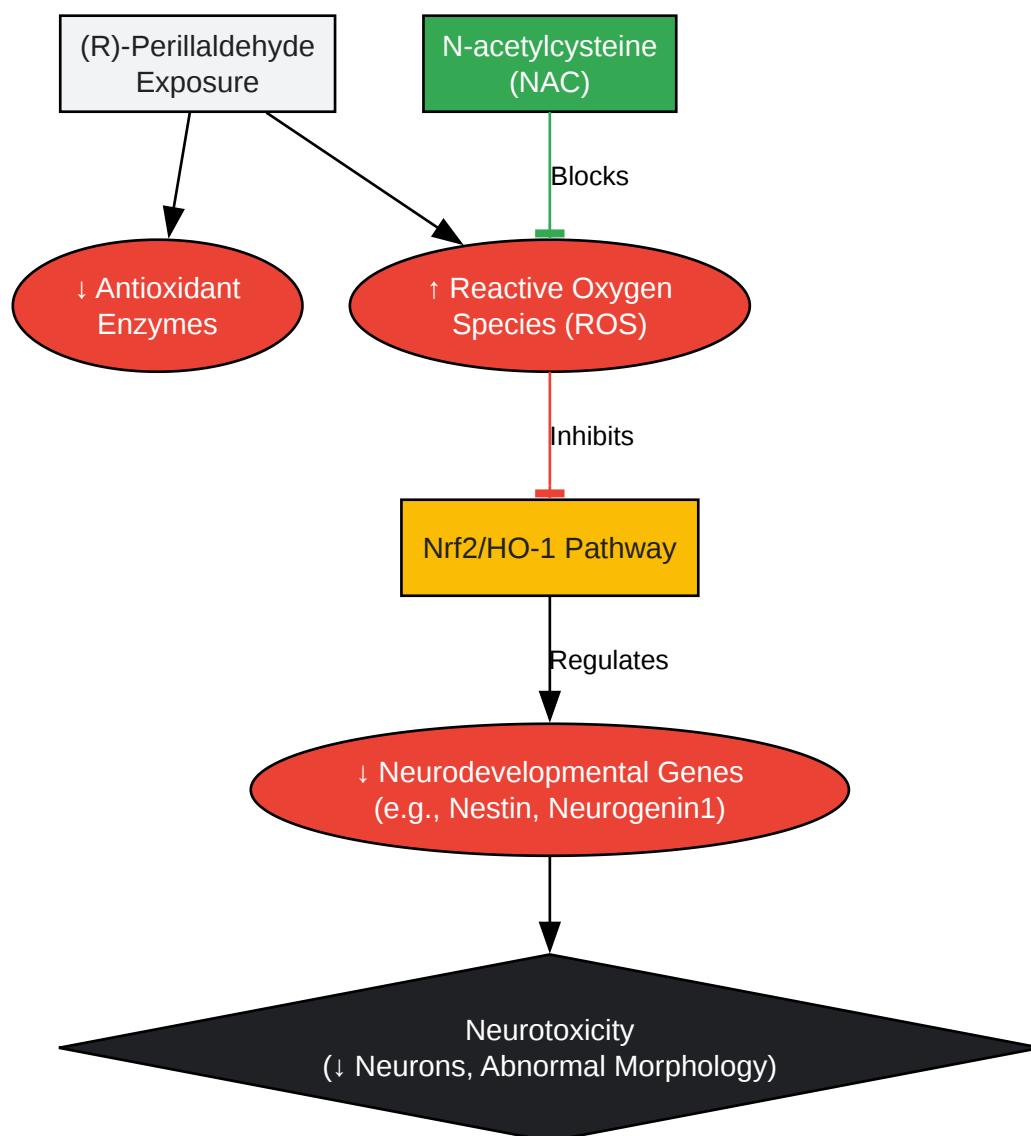 (R)-Perillaldehyde
Exposure
N-acetylcysteine
(NAC)
Blocks
↓ Antioxidant
Enzymes
↑ Reactive Oxygen
Species (ROS)
Inhibits
Nrf2/HO-1 Pathway
Regulates
↓ Neurodevelopmental Genes
(e.g., Nestin, Neurogenin1)
Neurotoxicity
(↓ Neurons, Abnormal Morphology)